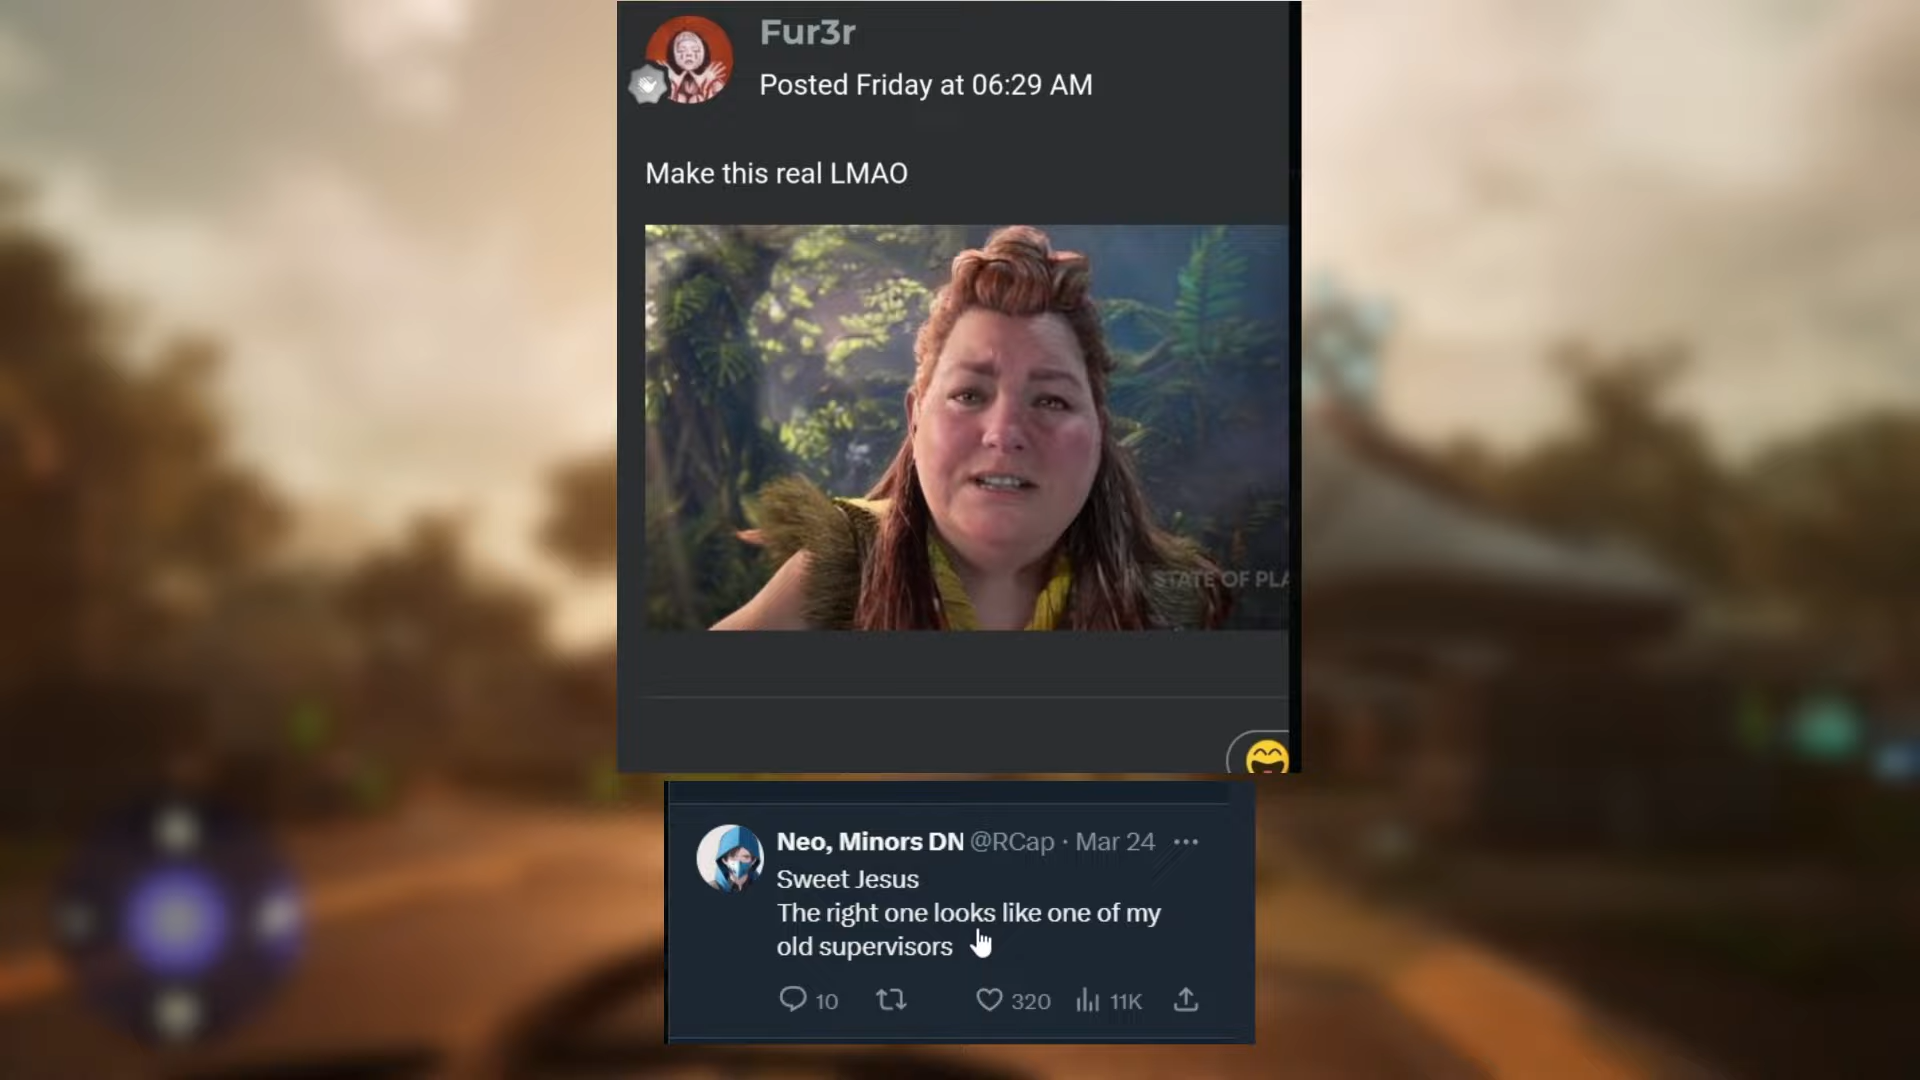 Fur3r
Posted Friday at 06:29 AM
Make this real LMAO
STATE OF PLA
Neo, Minors DN @RCap · Mar 24 ···
Sweet Jesus
The right one looks like one of my
old supervisors
10 320 11K